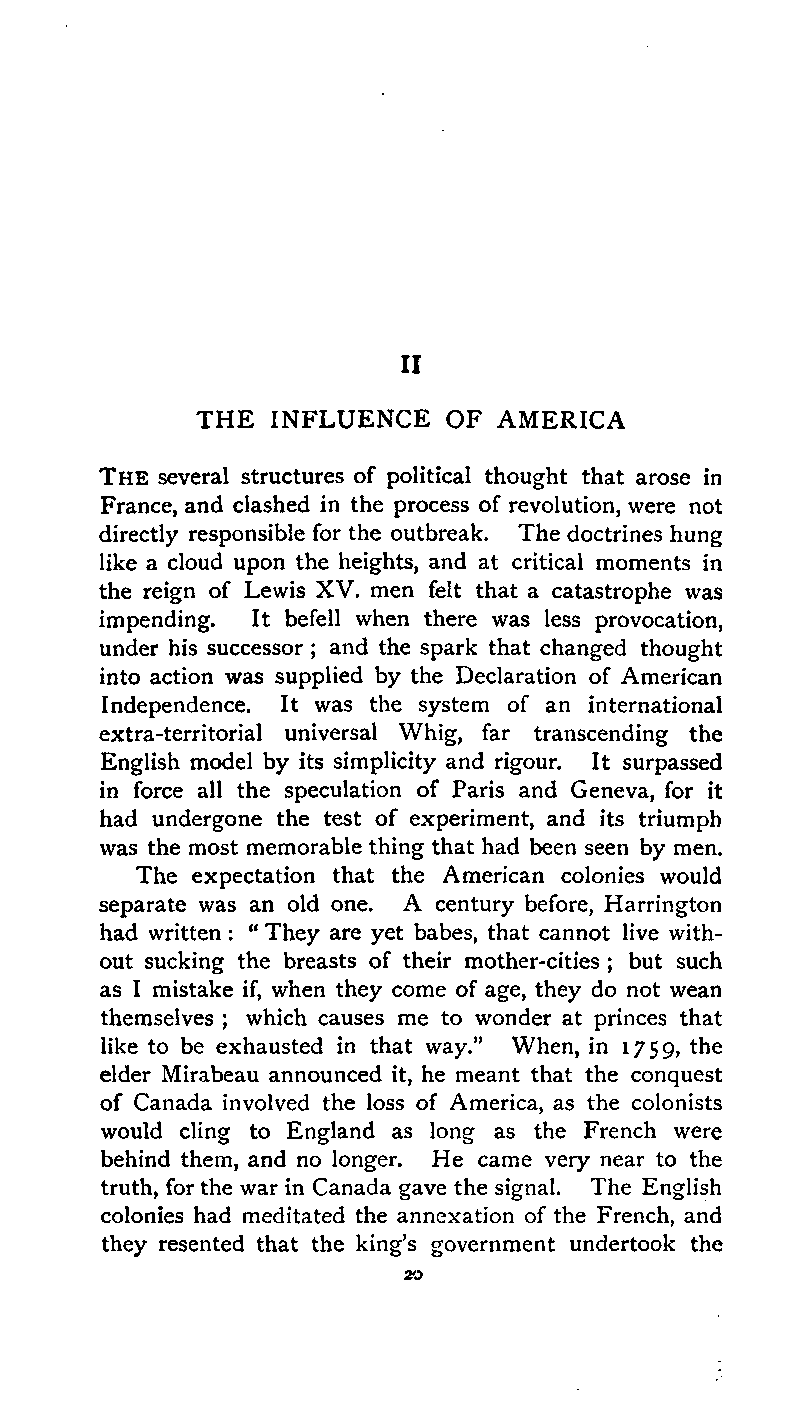 II
THE INFLUENCE OF AMERICA
THE several structures of political thought that arose in
France, and clashed in the process of revolution, were not
directly responsible for the outbreak. The doctrines hung
like a cloud upon the heights, and at critical moments in
the reign of Lewis XV. men felt that a catastrophe was
impending. It befell when there was less provocation,
under his successor ; and the spark that changed thought
into action was supplied by the Declaration of American
Independence. It was the system of an international
extra-territorial universal Whig, far transcending the
English model by its simplicity and rigour. It surpassed
in force all the speculation of Paris and Geneva, for it
had undergone the test of experiment, and its triumph
was the most memorable thing that had been seen by men.
The expectation that the American colonies would
separate was an old one. A century before, Harrington
had written : " They are yet babes, that cannot live with-
out sucking the breasts of their mother-cities ; but such
as I mistake if, when they come of age, they do not wean
themselves ; which causes me to wonder at princes that
like to be exhausted in that way." When, in 1759, the
elder Mirabeau announced it, he meant that the conquest
of Canada involved the loss of America, as the colonists
would cling to England as long as the French were
behind them, and no longer. He came very near to the
truth, for the war in Canada gave the signal. The English
colonies had meditated the annexation of the French, and
they resented that the king's government undertook the
20